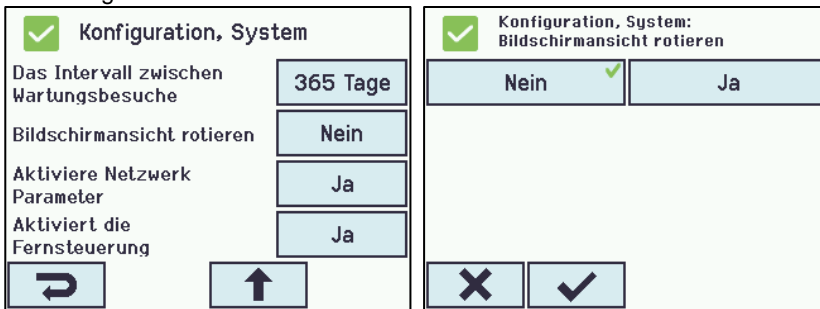 Konfiguration, System
Das Intervall zwischen
Wartungsbesuche
365 Tage
Bildschirmansicht rotieren
Nein
Aktiviere Netzwerk
Parameter
Ja
Aktiviert die
Fernsteuerung
Ja
Konfiguration, System:
Bildschirmansicht rotieren
Nein
Ja